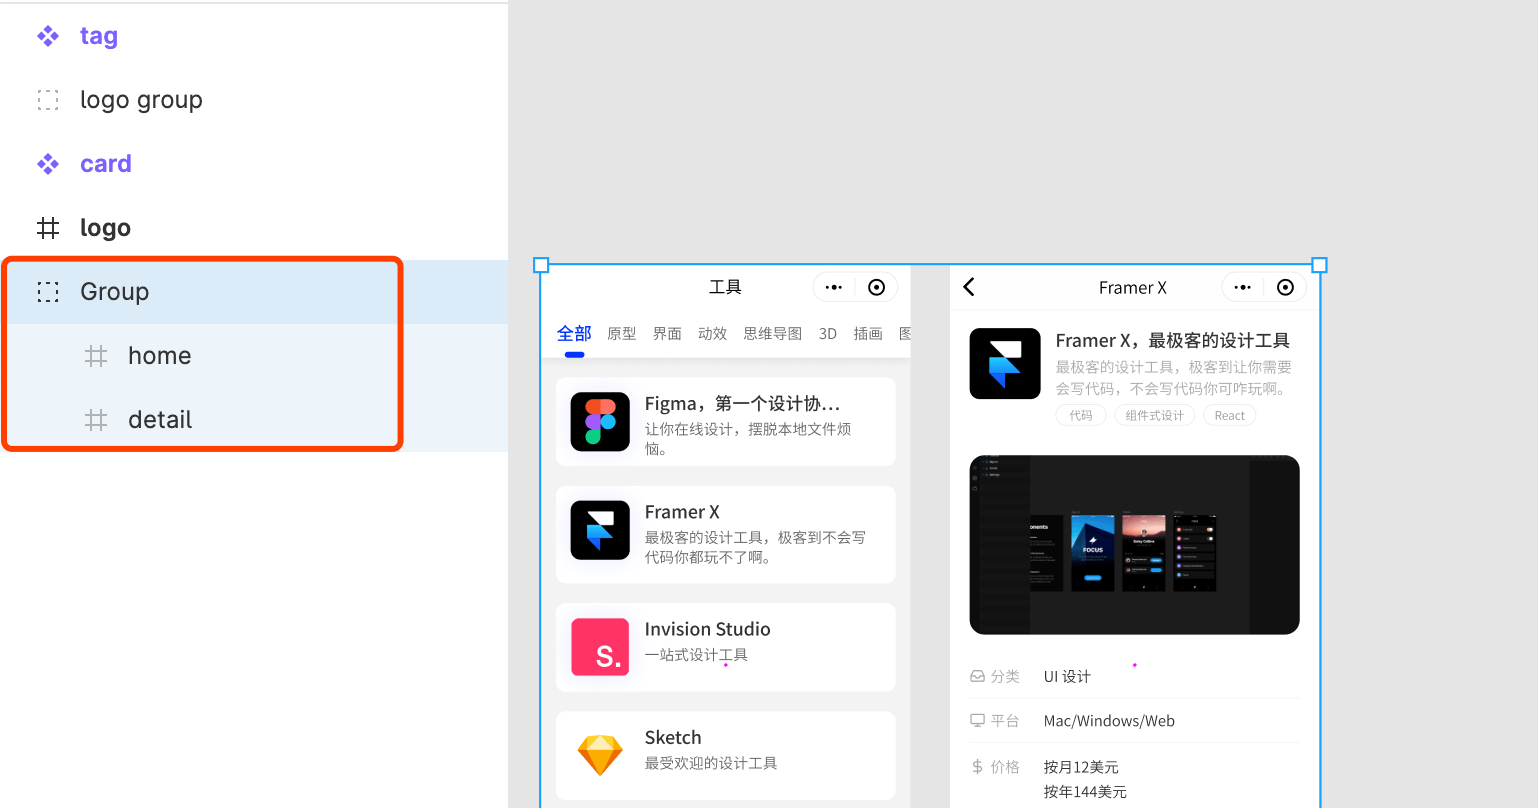 tag
logo group
card
logo
Group
home
detail
工具
全部 原型 界面 动效 思维导图 3D 插画
Figma，第一个设计协...
让你在线设计，摆脱本地文件烦
恼。
Framer X
最极客的设计工具，极客到不会写
代码你都玩不了啊。
S.
Invision Studio
一站式设计工具
Sketch
最受欢迎的设计工具
Framer X
Framer X，最极客的设计工具
最极客的设计工具，极客到让你需要
会写代码，不会写代码你可咋玩啊。
代码 组件式设计 React
FOCUS
分类 UI 设计
平台 Mac/Windows/Web
价格 按月12美元
按年144美元